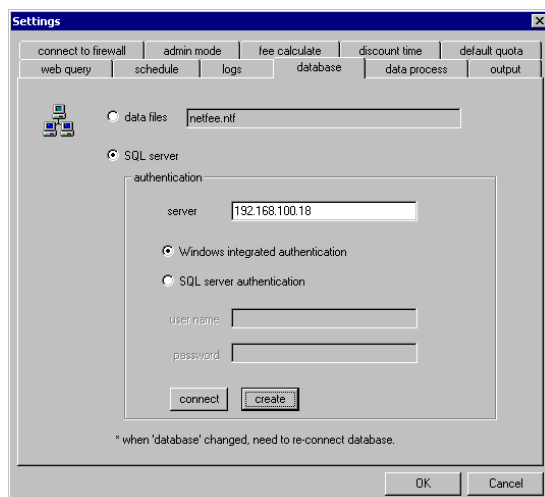 Settings
connect to firewall admin mode fee calculate discount time default quota
web query schedule logs database data process output
data files netfee.ntf
SQL server
authentication
server 192.168.100.18
Windows integrated authentication
SQL server authentication
user name
password
connect create
* when 'database' changed, need to re-connect database.
OK Cancel